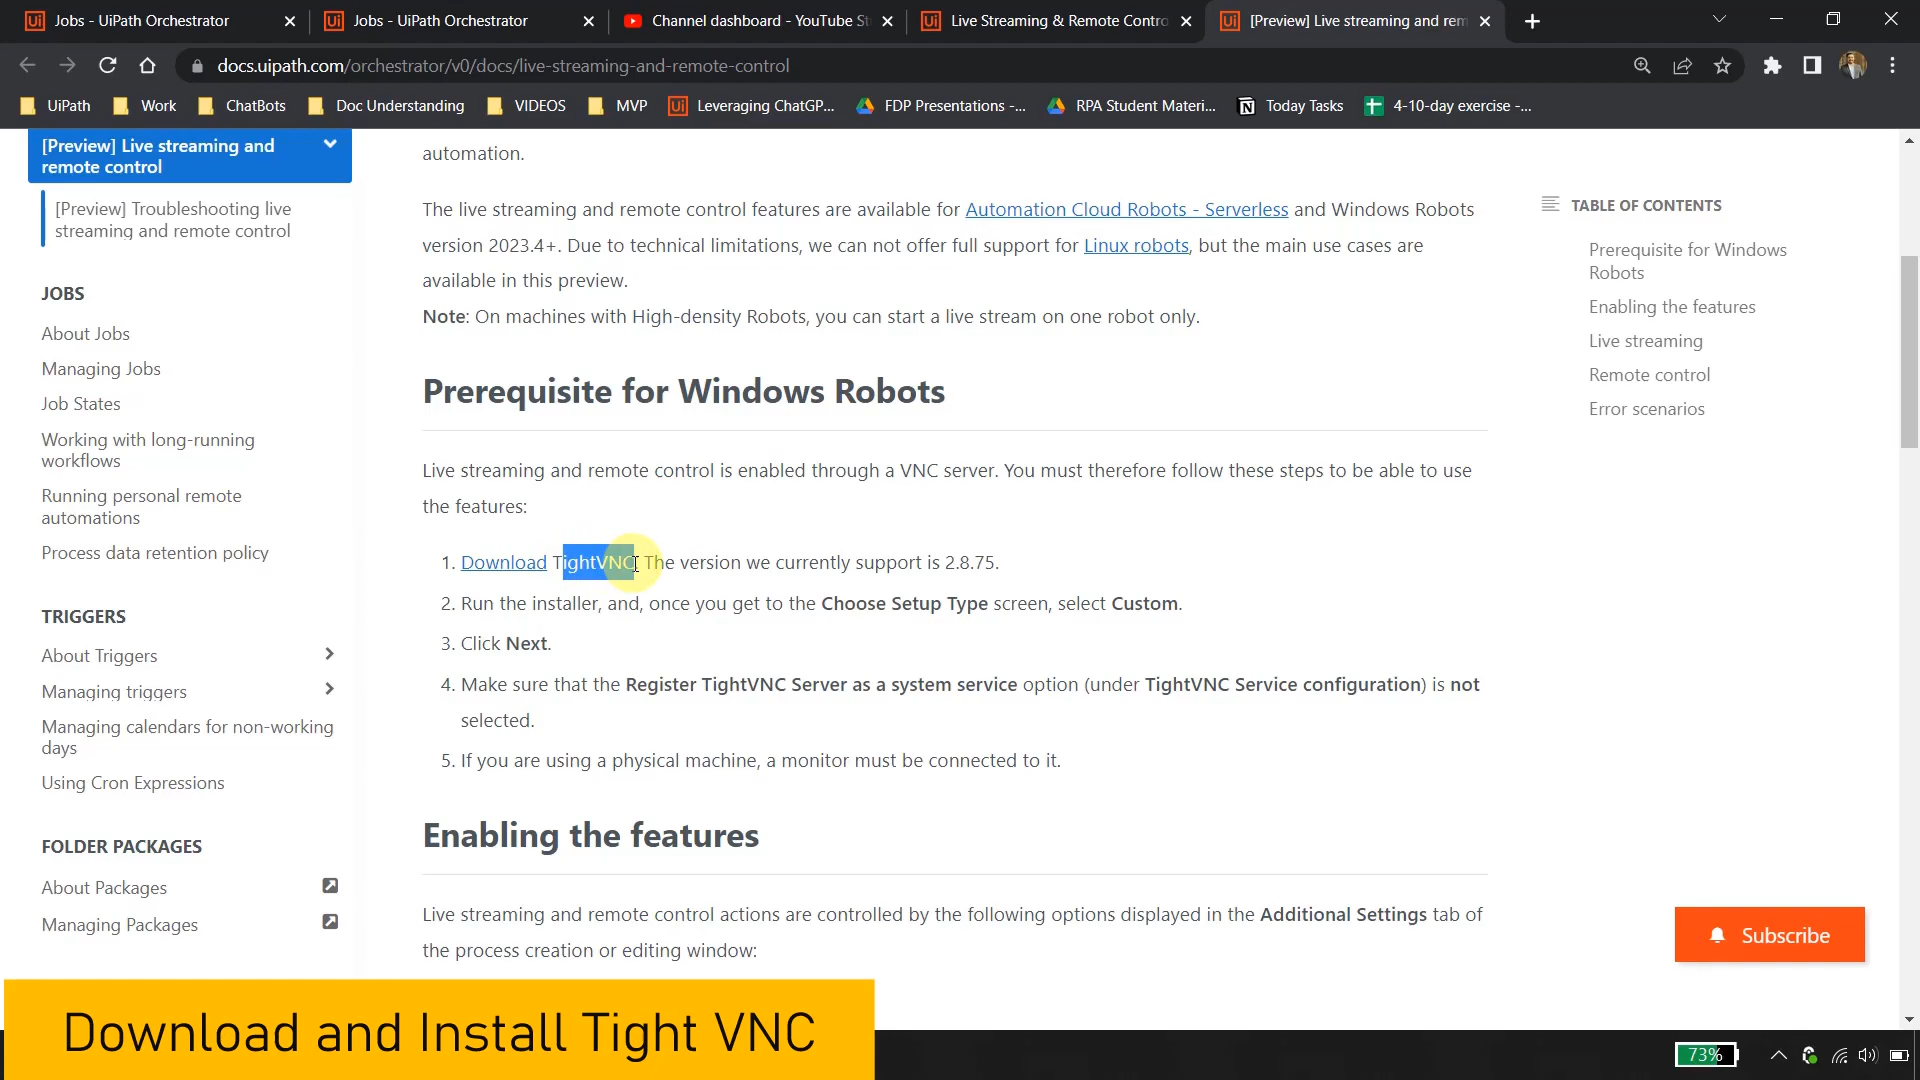 Jobs - UiPath Orchestrator
Jobs - UiPath Orchestrator
Channel dashboard - YouTube St
Live Streaming & Remote Contro
[Preview] Live streaming and rem
docs.uipath.com/orchestrator/v0/docs/live-streaming-and-remote-control
UiPath
Work
ChatBots
Doc Understanding
VIDEOS
MVP
Leveraging ChatGP...
FDP Presentations -...
RPA Student Materi...
Today Tasks
4-10-day exercise -...
[Preview] Live streaming and
remote control
[Preview] Troubleshooting live
streaming and remote control
JOBS
About Jobs
Managing Jobs
Job States
Working with long-running
workflows
Running personal remote
automations
Process data retention policy
TRIGGERS
About Triggers
Managing triggers
Managing calendars for non-working
days
Using Cron Expressions
FOLDER PACKAGES
About Packages
Managing Packages
automation.
The live streaming and remote control features are available for Automation Cloud Robots - Serverless and Windows Robots
version 2023.4+. Due to technical limitations, we can not offer full support for Linux robots, but the main use cases are
available in this preview.
Note: On machines with High-density Robots, you can start a live stream on one robot only.
Prerequisite for Windows Robots
Live streaming and remote control is enabled through a VNC server. You must therefore follow these steps to be able to use
the features:
1. Download TightVNC. The version we currently support is 2.8.75.
2. Run the installer, and, once you get to the Choose Setup Type screen, select Custom.
3. Click Next.
4. Make sure that the Register TightVNC Server as a system service option (under TightVNC Service configuration) is not
selected.
5. If you are using a physical machine, a monitor must be connected to it.
Enabling the features
Live streaming and remote control actions are controlled by the following options displayed in the Additional Settings tab of
the process creation or editing window:
TABLE OF CONTENTS
Prerequisite for Windows
Robots
Enabling the features
Live streaming
Remote control
Error scenarios
Subscribe
Download and Install Tight VNC
73%